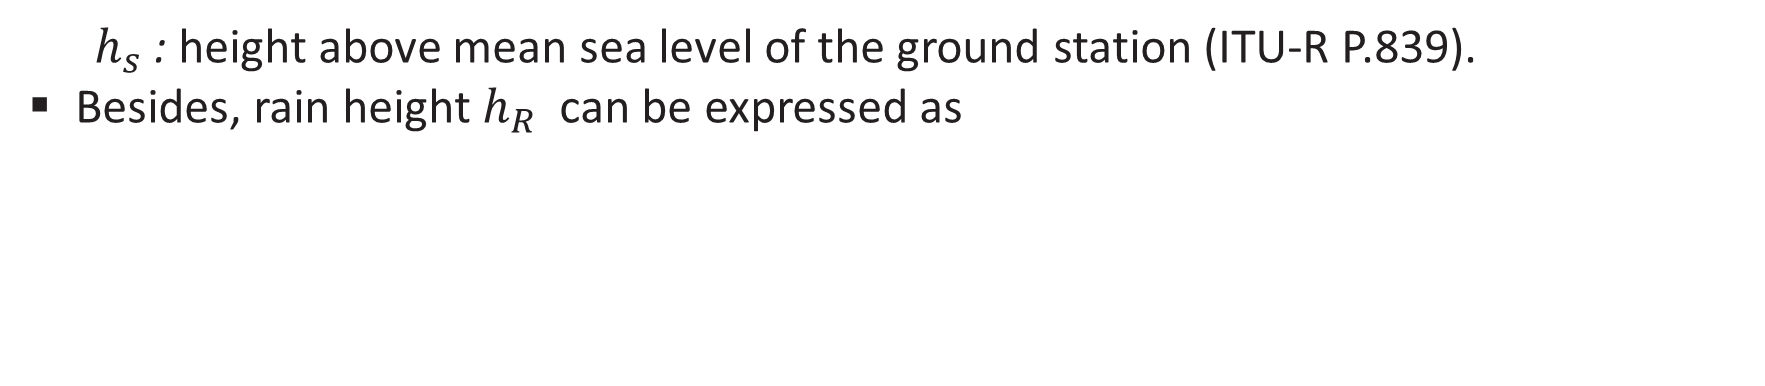 hₛ : height above mean sea level of the ground station (ITU-R P.839).
▪ Besides, rain height h_R can be expressed as